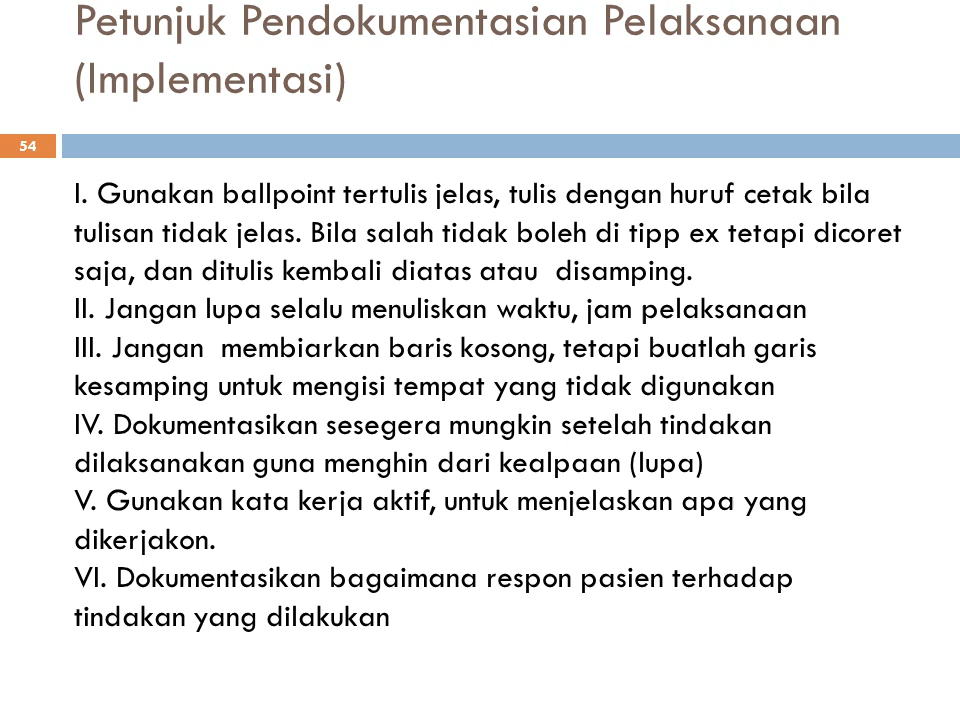 Petunjuk Pendokumentasian Pelaksanaan
(Implementasi)
54
I. Gunakan ballpoint tertulis jelas, tulis dengan huruf cetak bila
tulisan tidak jelas. Bila salah tidak boleh di tipp ex tetapi dicoret
saja, dan ditulis kembali diatas atau  disamping.
II. Jangan lupa selalu menuliskan waktu, jam pelaksanaan
III. Jangan  membiarkan baris kosong, tetapi buatlah garis
kesamping untuk mengisi tempat yang tidak digunakan
IV. Dokumentasikan sesegera mungkin setelah tindakan
dilaksanakan guna menghin dari kealpaan (lupa)
V. Gunakan kata kerja aktif, untuk menjelaskan apa yang
dikerjakon.
VI. Dokumentasikan bagaimana respon pasien terhadap
tindakan yang dilakukan